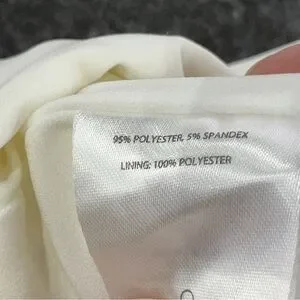 95% POLYESTER, 5% SPANDEX
LINING: 100% POLYESTER